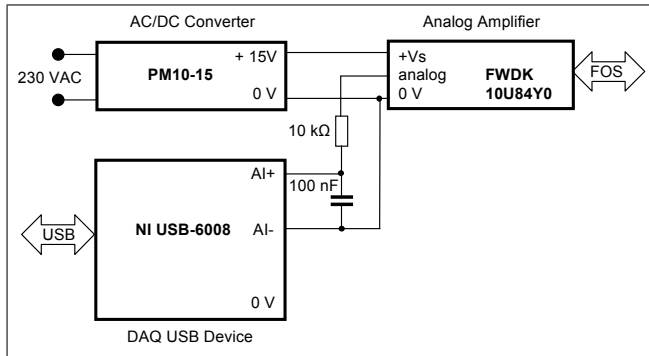 AC/DC Converter
Analog Amplifier
230 VAC
PM10-15
+ 15V
0 V
+Vs
analog
0 V
FWDK
10U84Y0
FOS
10 kΩ
100 nF
USB
NI USB-6008
AI+
AI-
0 V
DAQ USB Device